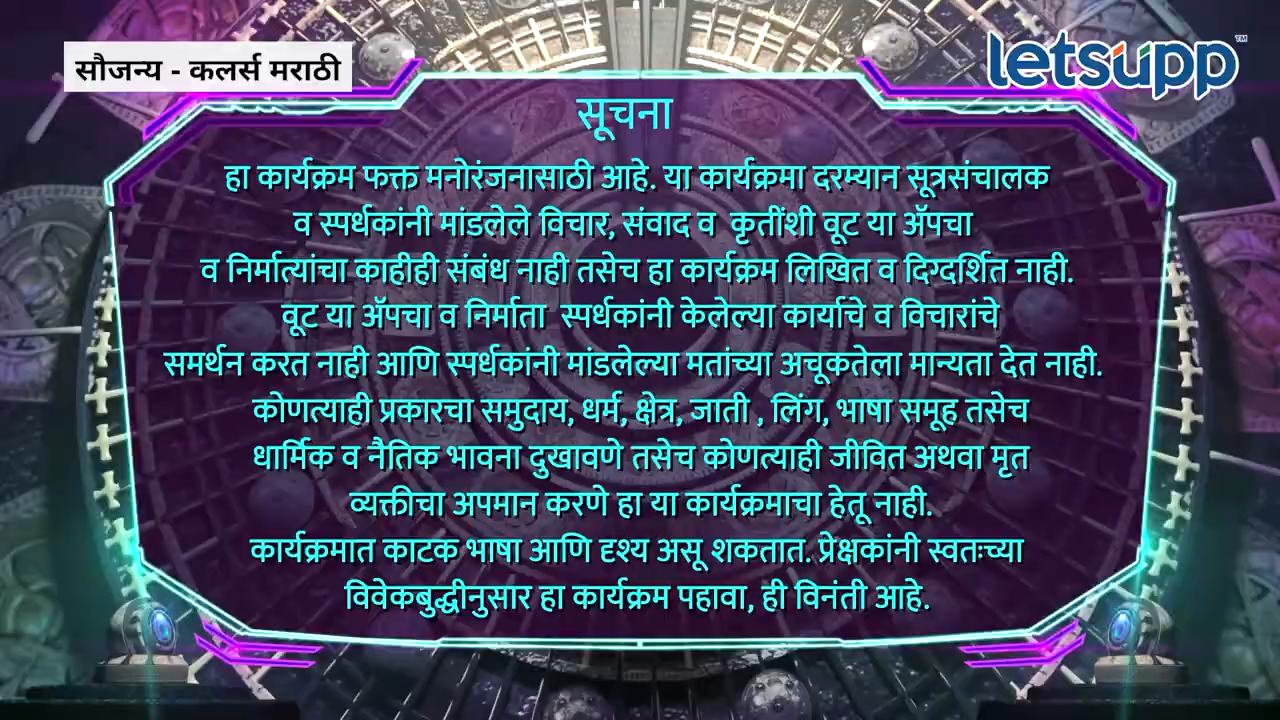 सौजन्य - कलर्स मराठी
letsupp™
सूचना
हा कार्यक्रम फक्त मनोरंजनासाठी आहे. या कार्यक्रमा दरम्यान सूत्रसंचालक
व स्पर्धकांनी मांडलेले विचार, संवाद व कृतींशी वूट या ॲपचा
व निर्मात्यांचा काहीही संबंध नाही तसेच हा कार्यक्रम लिखित व दिग्दर्शित नाही.
वूट या ॲपचा व निर्माता स्पर्धकांनी केलेल्या कार्याचे व विचारांचे
समर्थन करत नाही आणि स्पर्धकांनी मांडलेल्या मतांच्या अचूकतेला मान्यता देत नाही.
कोणत्याही प्रकारचा समुदाय, धर्म, क्षेत्र, जाती , लिंग, भाषा समूह तसेच
धार्मिक व नैतिक भावना दुखावणे तसेच कोणत्याही जीवित अथवा मृत
व्यक्तीचा अपमान करणे हा या कार्यक्रमाचा हेतू नाही.
कार्यक्रमात काटक भाषा आणि दृश्य असू शकतात. प्रेक्षकांनी स्वतःच्या
विवेकबुद्धीनुसार हा कार्यक्रम पहावा, ही विनंती आहे.